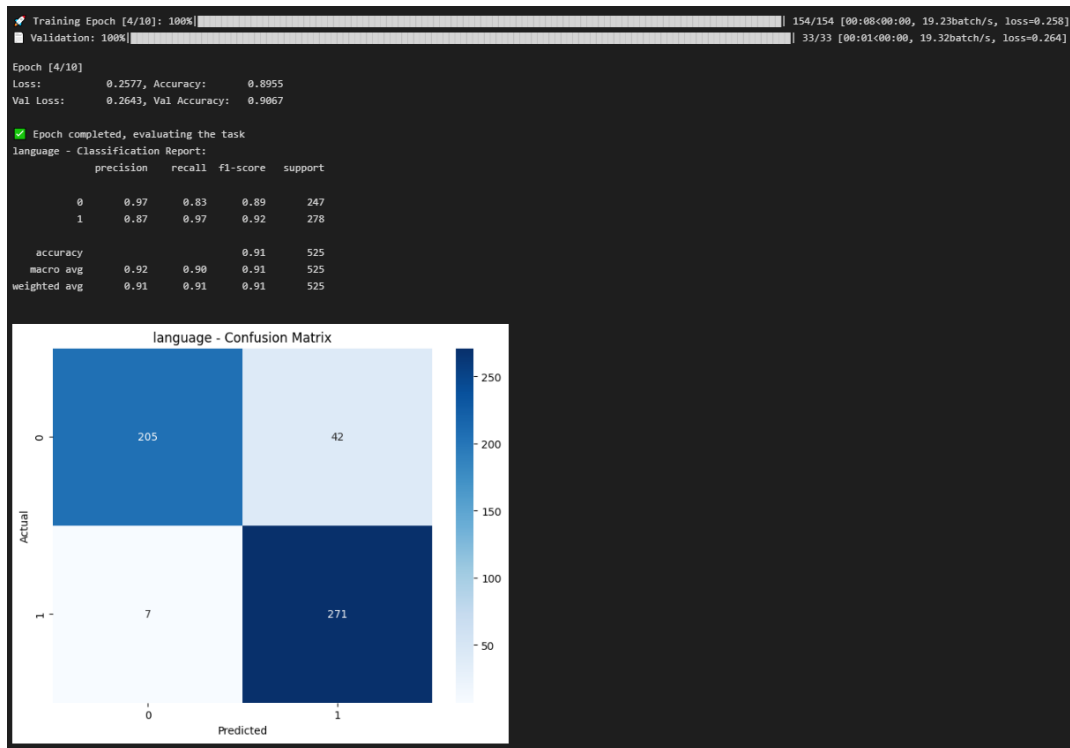 🚀 Training Epoch [4/10]: 100%| | 154/154 [00:08<00:00, 19.23batch/s, loss=0.258]
📄 Validation: 100%| | 33/33 [00:01<00:00, 19.32batch/s, loss=0.264]
Epoch [4/10]
Loss: 0.2577, Accuracy: 0.8955
Val Loss: 0.2643, Val Accuracy: 0.9067
✅ Epoch completed, evaluating the task
language - Classification Report:
precision recall f1-score support
0 0.97 0.83 0.89 247
1 0.87 0.97 0.92 278
accuracy 0.91 525
macro avg 0.92 0.90 0.91 525
weighted avg 0.91 0.91 0.91 525
language - Confusion Matrix
250
0 205 42
200
150
Actual
100
1 7 271
50
0 1
Predicted